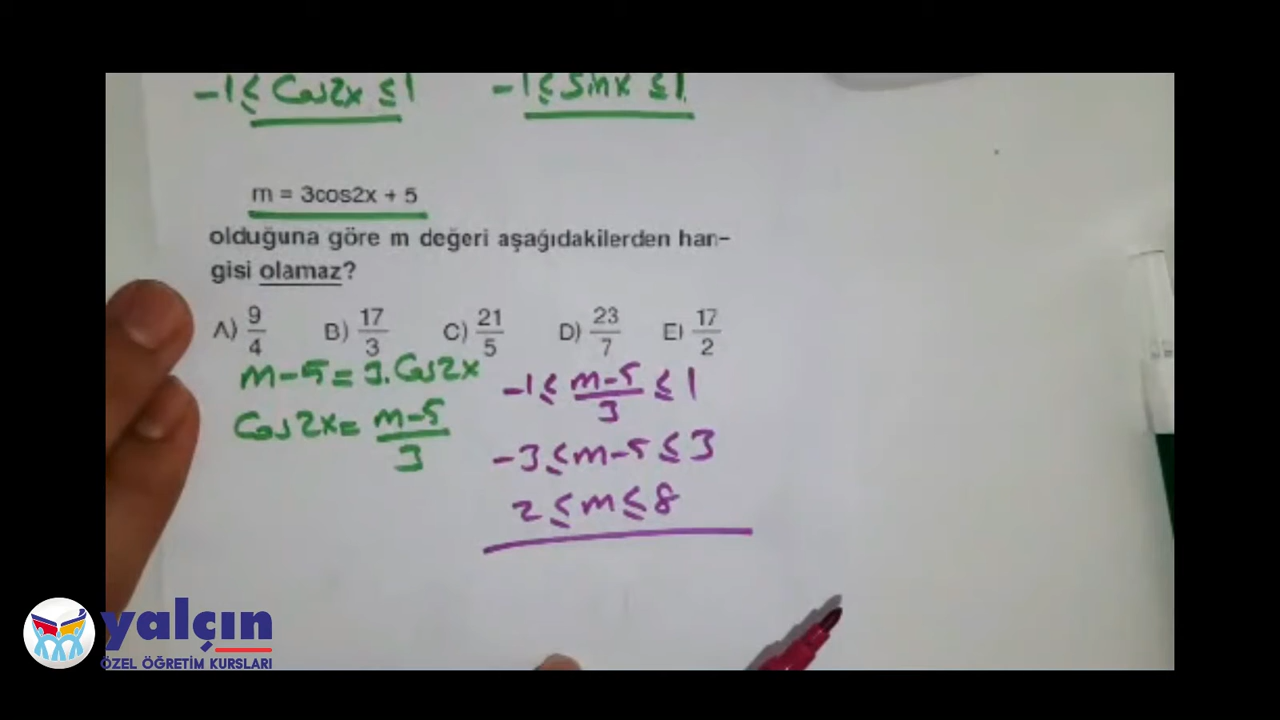 -1 ≤ Cos2x ≤ 1 -1 ≤ Sinx ≤ 1
m = 3cos2x + 5
olduğuna göre m değeri aşağıdakilerden han-
gisi olamaz?
A) 9/4 B) 17/3 C) 21/5 D) 23/7 E) 17/2
m-5 = 3.Cos2x
Cos2x = m-5/3
-1 ≤ m-5/3 ≤ 1
-3 ≤ m-5 ≤ 3
2 ≤ m ≤ 8
yalçın
ÖZEL ÖĞRETİM KURSLARI